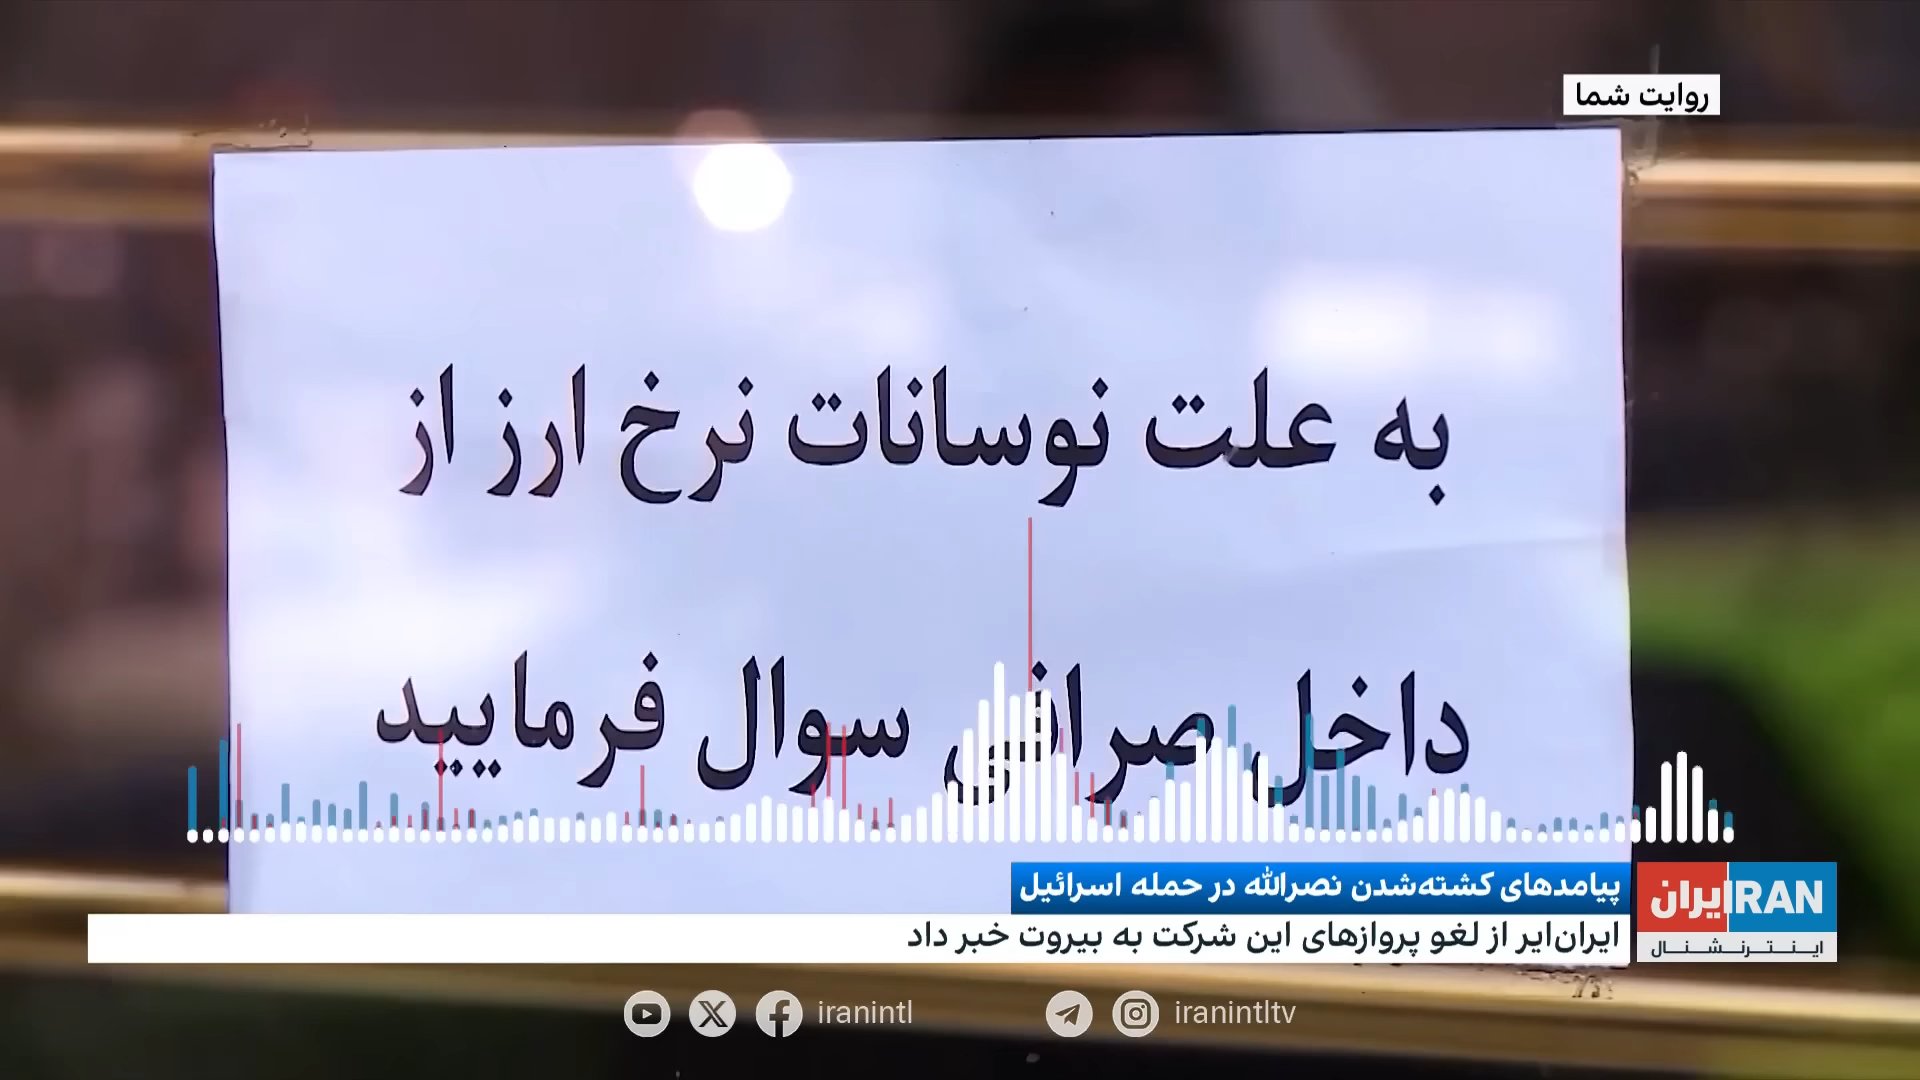 روایت شما
به علت نوسانات نرخ ارز از
داخل صرافی سوال فرمایید
پیامدهای کشته‌شدن نصرالله در حمله اسرائیل
ایران‌ایر از لغو پروازهای این شرکت به بیروت خبر داد
ایران IRAN
اینترنشنال
iranintl
iranintltv